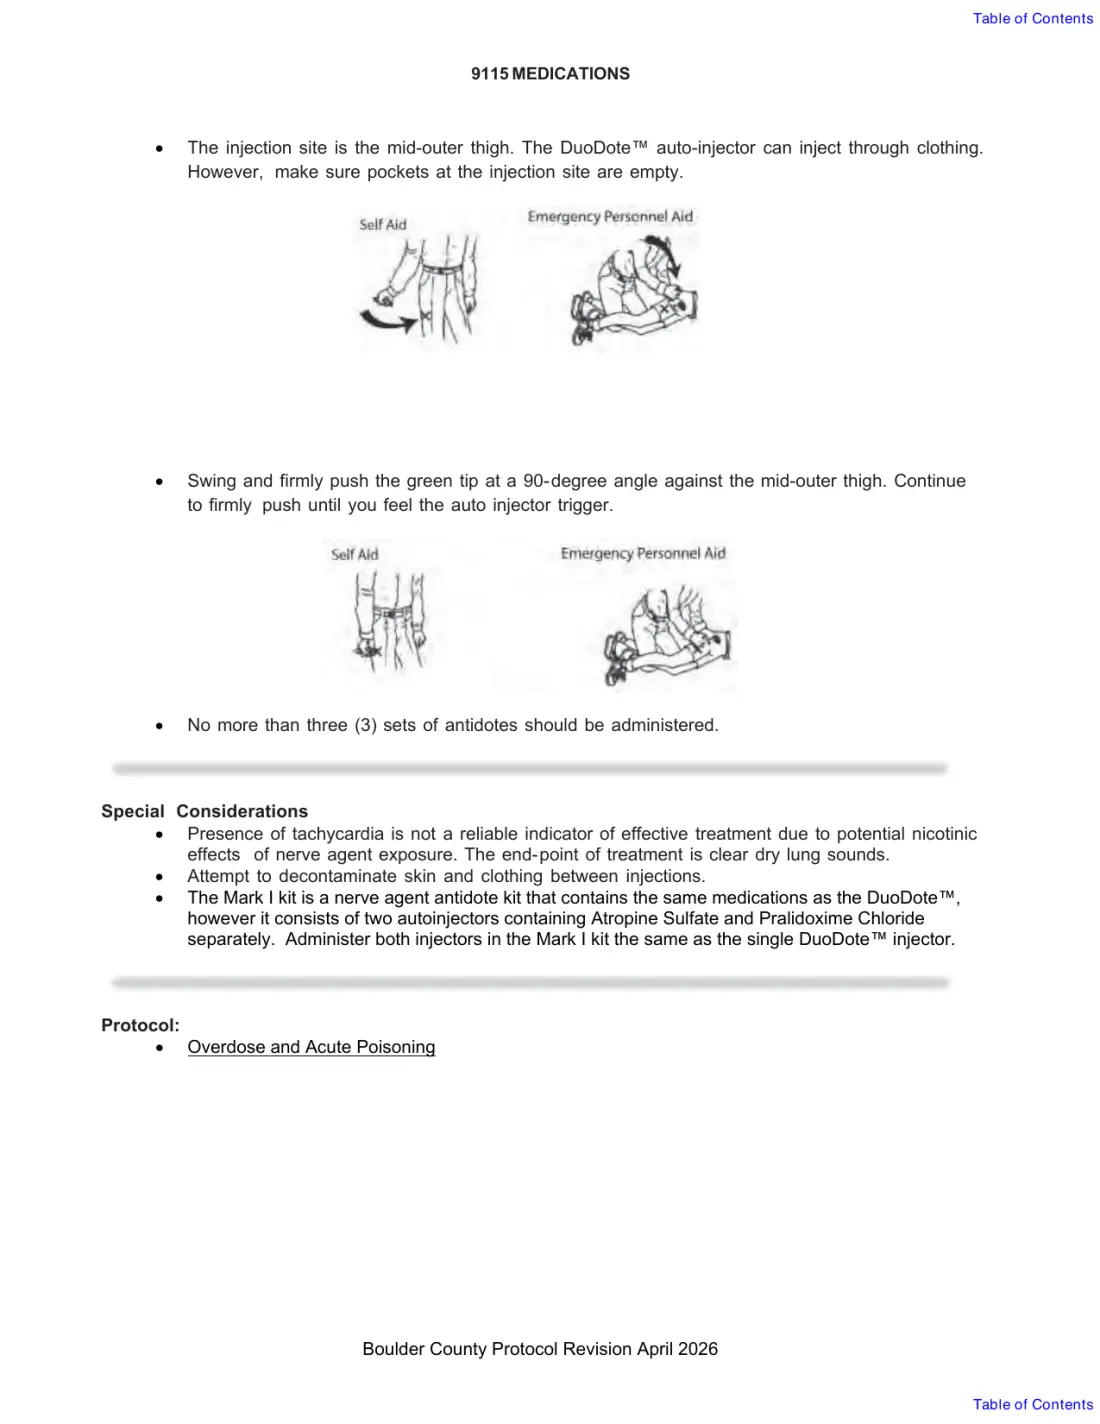 Table of Contents
9115 MEDICATIONS
• The injection site is the mid-outer thigh. The DuoDote™ auto-injector can inject through clothing.
However, make sure pockets at the injection site are empty.
Self Aid
Emergency Personnel Aid
• Swing and firmly push the green tip at a 90-degree angle against the mid-outer thigh. Continue
to firmly push until you feel the auto injector trigger.
Self Aid
Emergency Personnel Aid
• No more than three (3) sets of antidotes should be administered.
Special Considerations
• Presence of tachycardia is not a reliable indicator of effective treatment due to potential nicotinic
effects of nerve agent exposure. The end-point of treatment is clear dry lung sounds.
• Attempt to decontaminate skin and clothing between injections.
• The Mark I kit is a nerve agent antidote kit that contains the same medications as the DuoDote™,
however it consists of two autoinjectors containing Atropine Sulfate and Pralidoxime Chloride
separately. Administer both injectors in the Mark I kit the same as the single DuoDote™ injector.
Protocol:
• Overdose and Acute Poisoning
Boulder County Protocol Revision April 2026
Table of Contents